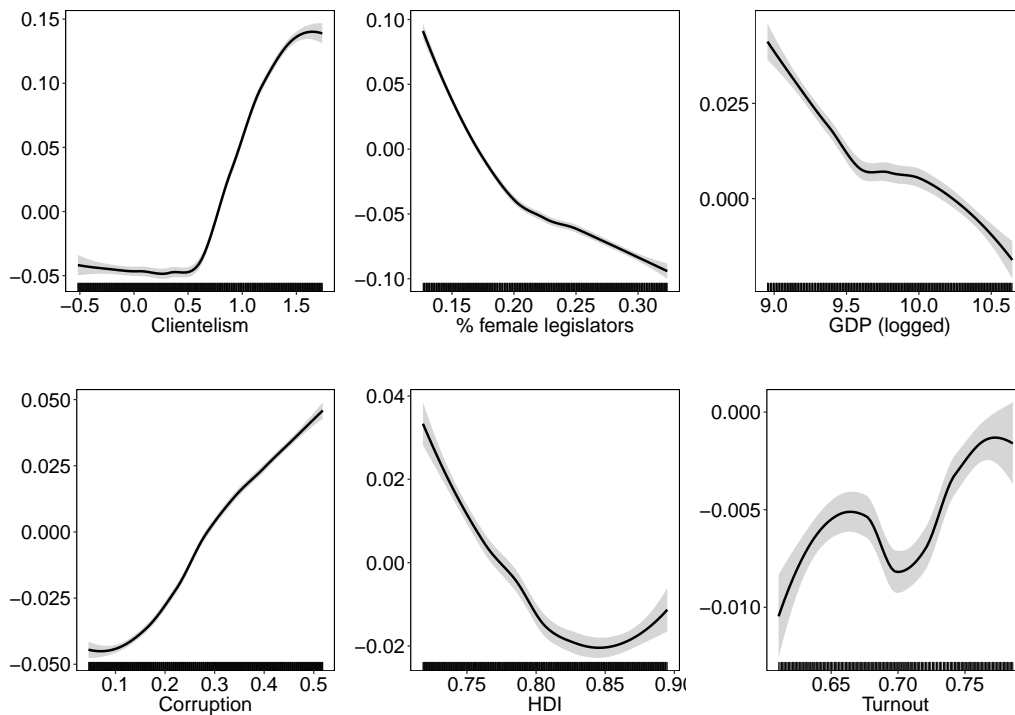 0.15
0.10
0.05
0.00
−0.05
−0.5 0.0 0.5 1.0 1.5
Clientelism
0.10
0.05
0.00
−0.05
−0.10
0.15 0.20 0.25 0.30
% female legislators
0.025
0.000
9.0 9.5 10.0 10.5
GDP (logged)
0.050
0.025
0.000
−0.025
−0.050
0.1 0.2 0.3 0.4 0.5
Corruption
0.04
0.02
0.00
−0.02
0.75 0.80 0.85 0.90
HDI
0.000
−0.005
−0.010
0.65 0.70 0.75
Turnout